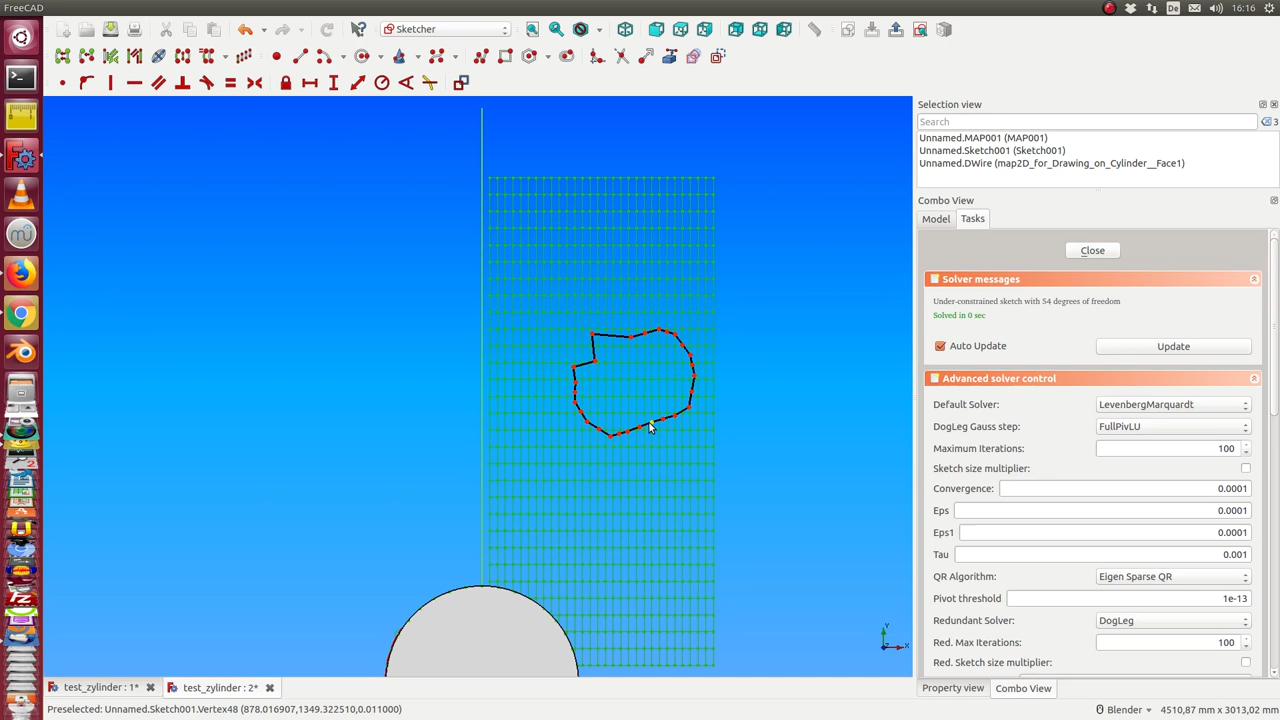 FreeCAD
De
16:16
Sketcher
Selection view
Search
3
Unnamed.MAP001 (MAP001)
Unnamed.Sketch001 (Sketch001)
Unnamed.DWire (map2D_for_Drawing_on_Cylinder__Face1)
Combo View
Model
Tasks
Close
Solver messages
Under-constrained sketch with 54 degrees of freedom
Solved in 0 sec
Auto Update
Update
Advanced solver control
Default Solver:
LevenbergMarquardt
DogLeg Gauss step:
FullPivLU
Maximum Iterations:
100
Sketch size multiplier:
Convergence:
0.0001
Eps
0.0001
Eps1
0.0001
Tau
0.001
QR Algorithm:
Eigen Sparse QR
Pivot threshold
1e-13
Redundant Solver:
DogLeg
Red. Max Iterations:
100
Red. Sketch size multiplier:
Y
X
test_zylinder : 1*
test_zylinder : 2*
Property view
Combo View
Preselected: Unnamed.Sketch001.Vertex48 (878.016907,1349.322510,0.011000)
Blender
4510,87 mm x 3013,02 mm